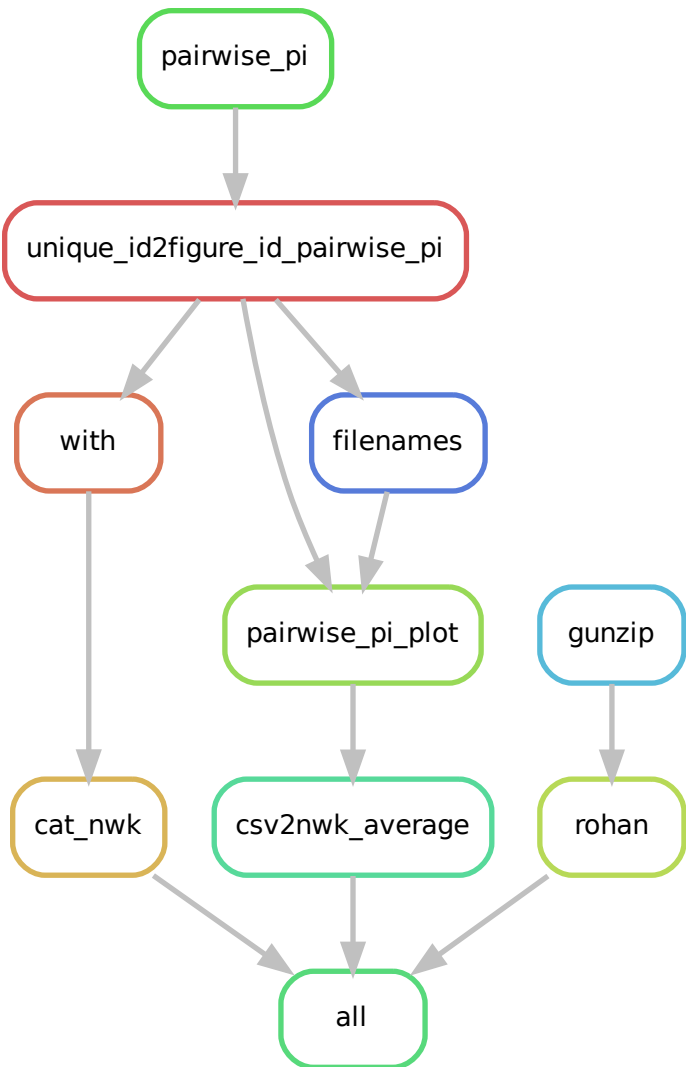 pairwise_pi
unique_id2figure_id_pairwise_pi
with
filenames
pairwise_pi_plot
gunzip
cat_nwk
csv2nwk_average
rohan
all